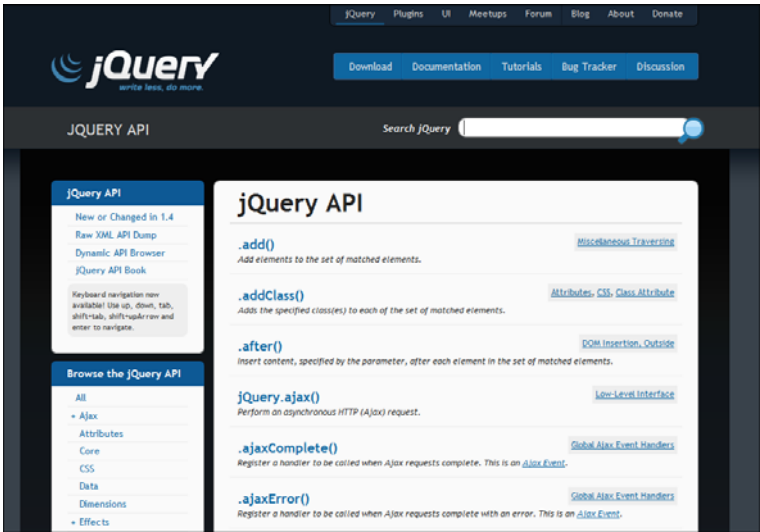 jQuery Plugins UI Meetups Forum Blog About Donate
jQuery
write less, do more.
Download Documentation Tutorials Bug Tracker Discussion
JQUERY API
Search jQuery
jQuery API
New or Changed in 1.4
Raw XML API Dump
Dynamic API Browser
jQuery API Book
Keyboard navigation now
available! Use up, down, tab,
shift+tab, shift+upArrow and
enter to navigate.
Browse the jQuery API
All
+ Ajax
Attributes
Core
CSS
Data
Dimensions
+ Effects
jQuery API
.add() Miscellaneous Traversing
Add elements to the set of matched elements.
.addClass() Attributes, CSS, Class Attribute
Adds the specified class(es) to each of the set of matched elements.
.after() DOM Insertion, Outside
Insert content, specified by the parameter, after each element in the set of matched elements.
jQuery.ajax() Low-Level Interface
Perform an asynchronous HTTP (Ajax) request.
.ajaxComplete() Global Ajax Event Handlers
Register a handler to be called when Ajax requests complete. This is an Ajax Event.
.ajaxError() Global Ajax Event Handlers
Register a handler to be called when Ajax requests complete with an error. This is an Ajax Event.